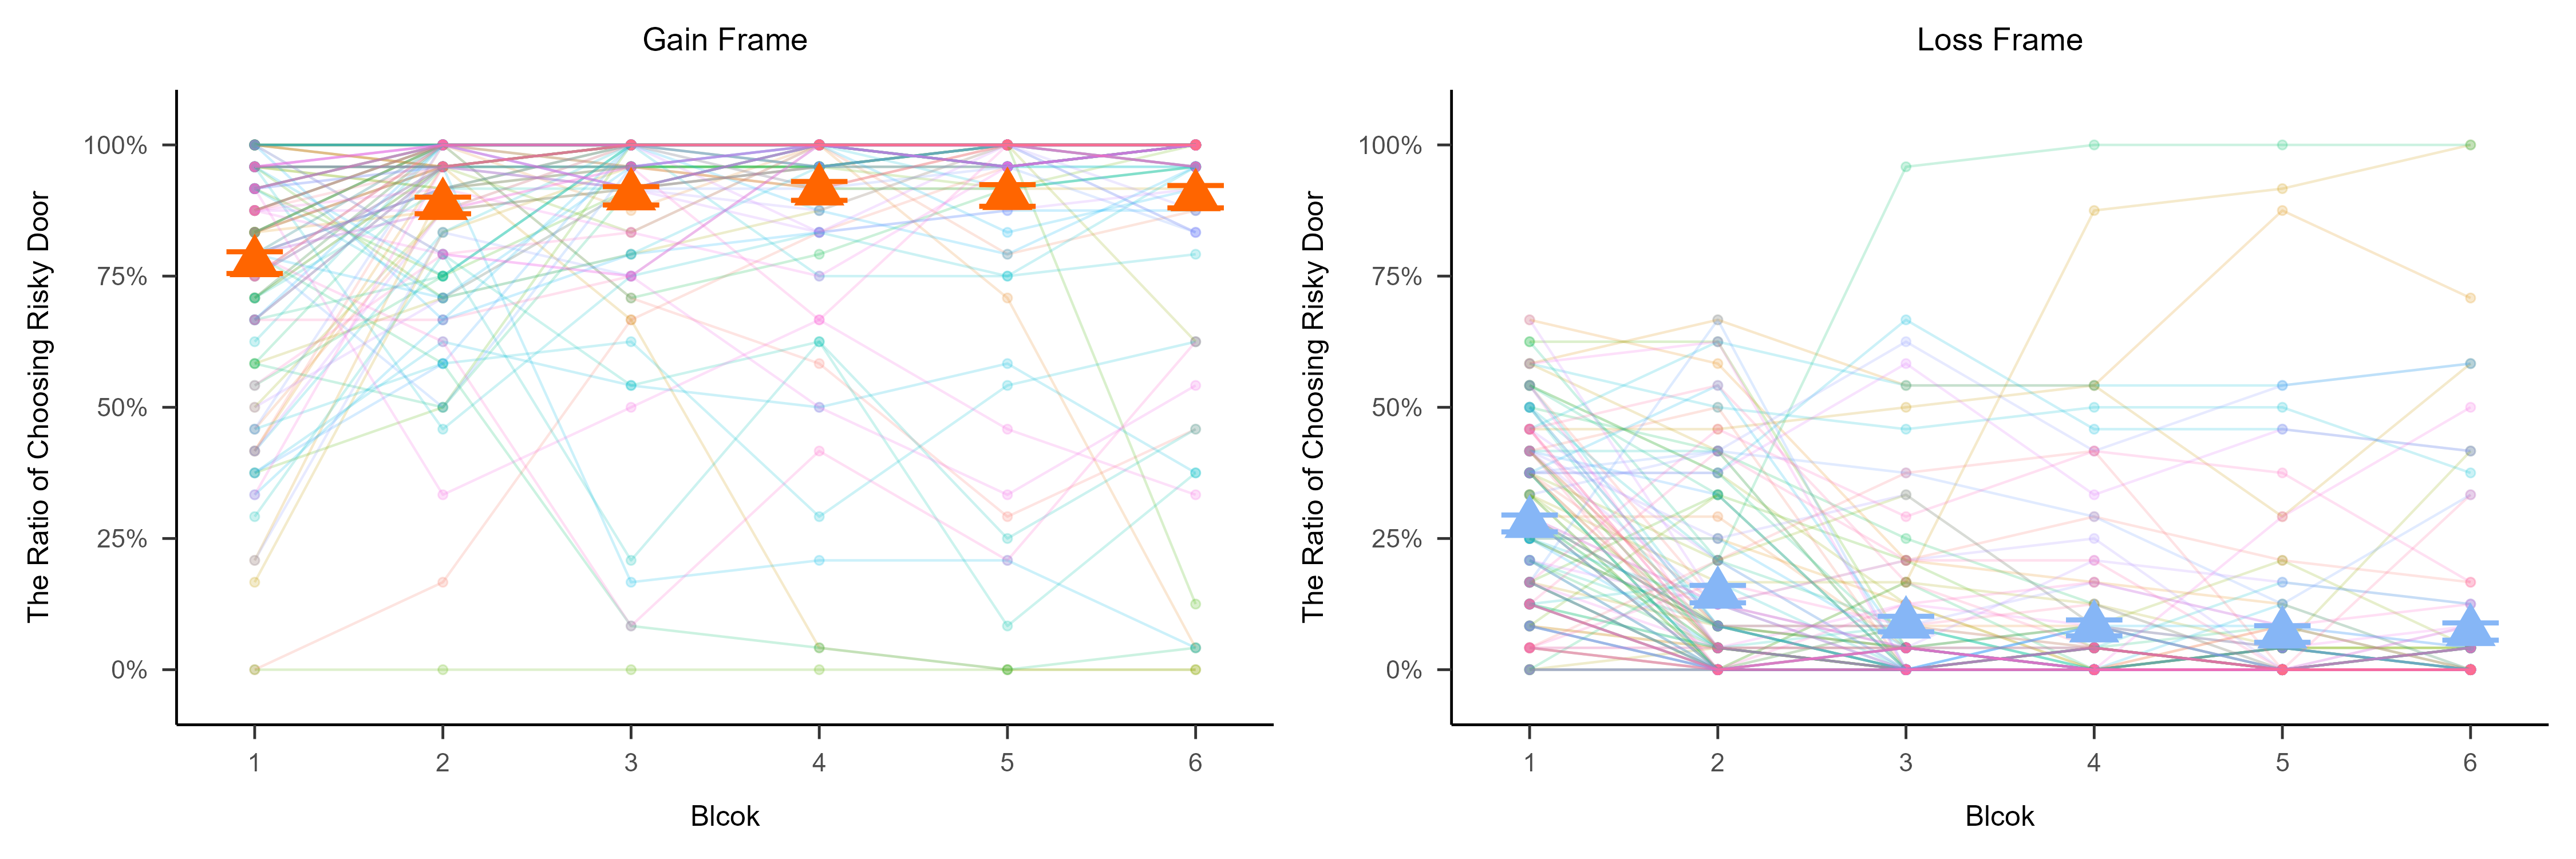 Gain Frame
The Ratio of Choosing Risky Door
100%
75%
50%
25%
0%
1 2 3 4 5 6
Blcok
Loss Frame
The Ratio of Choosing Risky Door
100%
75%
50%
25%
0%
1 2 3 4 5 6
Blcok